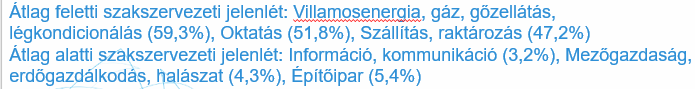 Átlag feletti szakszervezeti jelenlét: Villamosenergia, gáz, gőzellátás,
légkondicionálás (59,3%), Oktatás (51,8%), Szállítás, raktározás (47,2%)
Átlag alatti szakszervezeti jelenlét: Információ, kommunikáció (3,2%), Mezőgazdaság,
erdőgazdálkodás, halászat (4,3%), Építőipar (5,4%)